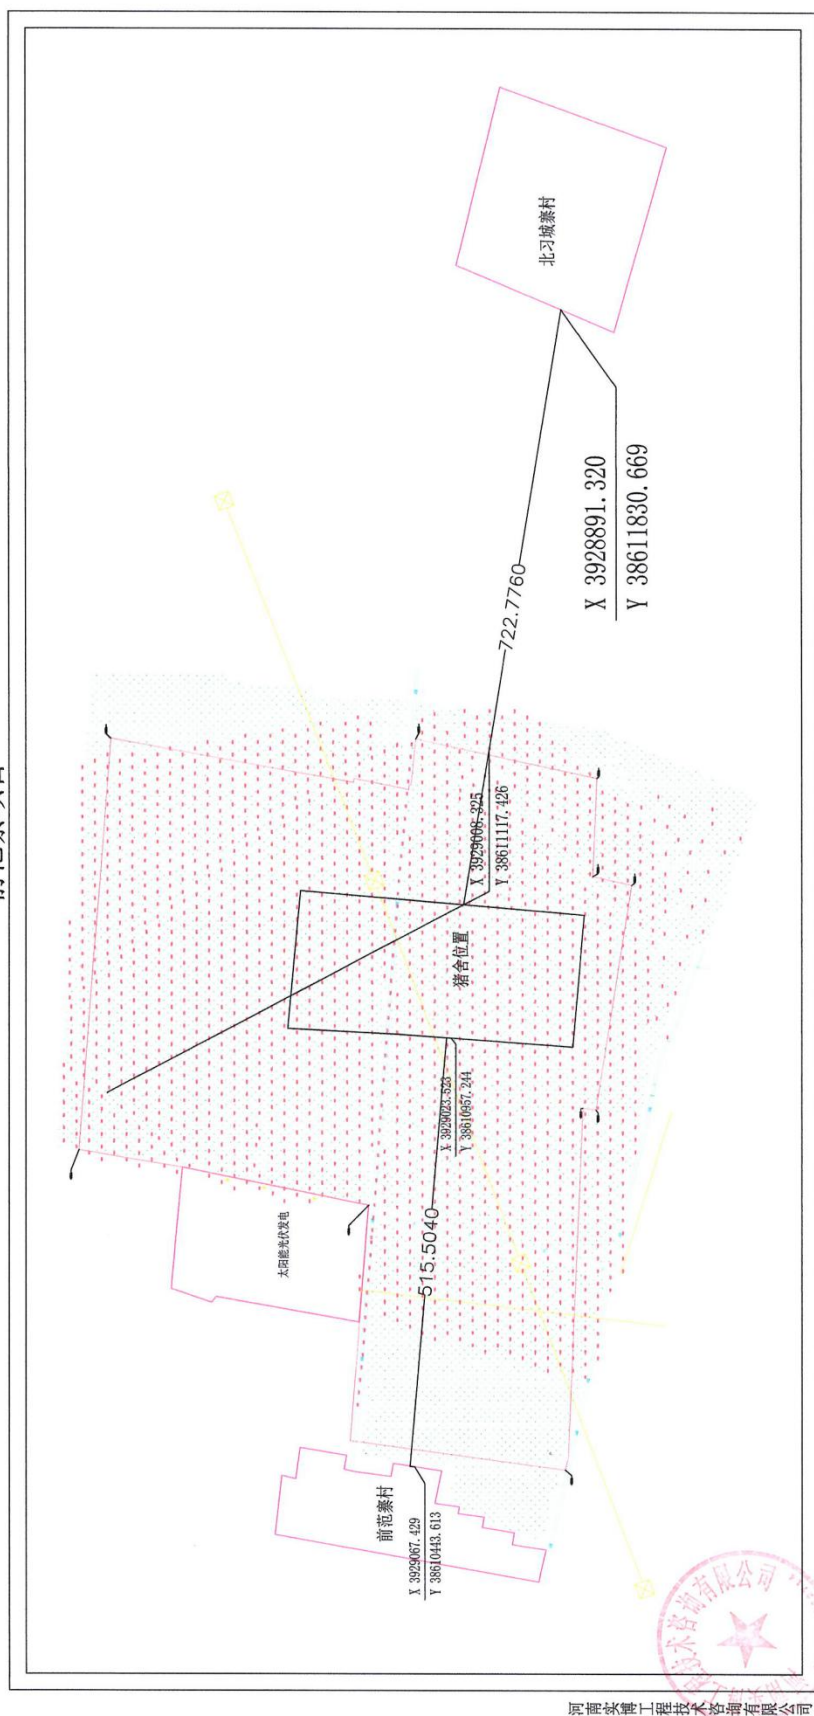 北习城寨村
X 3928891.320
Y 38611830.669
722.7760
X 3929008.325
Y 38611117.426
猪舍位置
X 3929023.523
Y 38610957.244
太阳能光伏发电
515.5040
前范寨村
X 3929067.429
Y 38610443.613
河南实博工程技术咨询有限公司